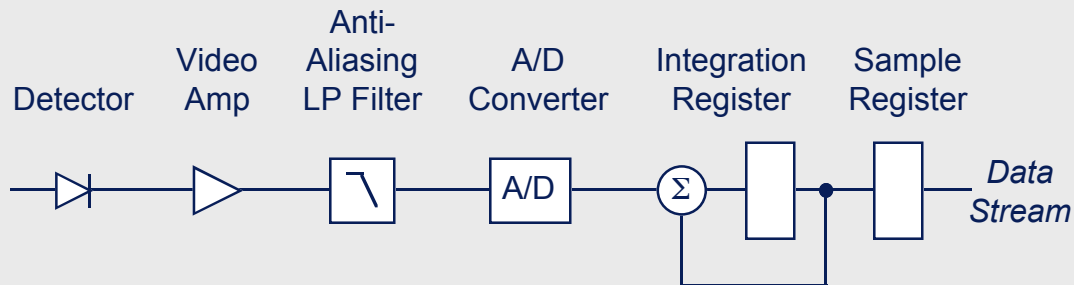 Detector
Video
Amp
Anti-
Aliasing
LP Filter
A/D
Converter
Integration
Register
Sample
Register
A/D
Σ
Data
Stream